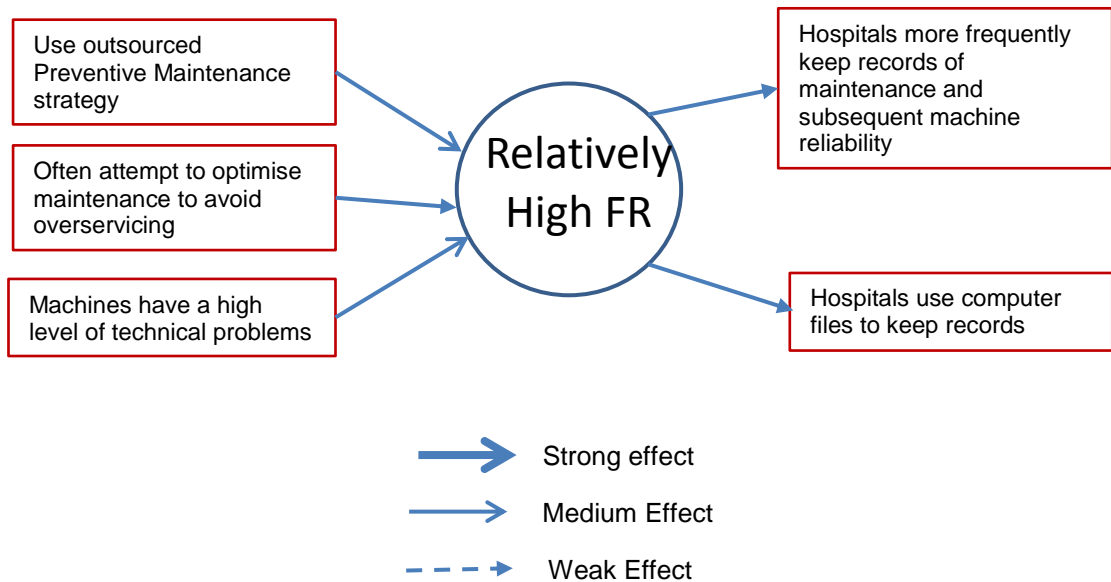 Use outsourced
Preventive Maintenance
strategy
Often attempt to optimise
maintenance to avoid
overservicing
Machines have a high
level of technical problems
Relatively
High FR
Hospitals more frequently
keep records of
maintenance and
subsequent machine
reliability
Hospitals use computer
files to keep records
Strong effect
Medium Effect
Weak Effect